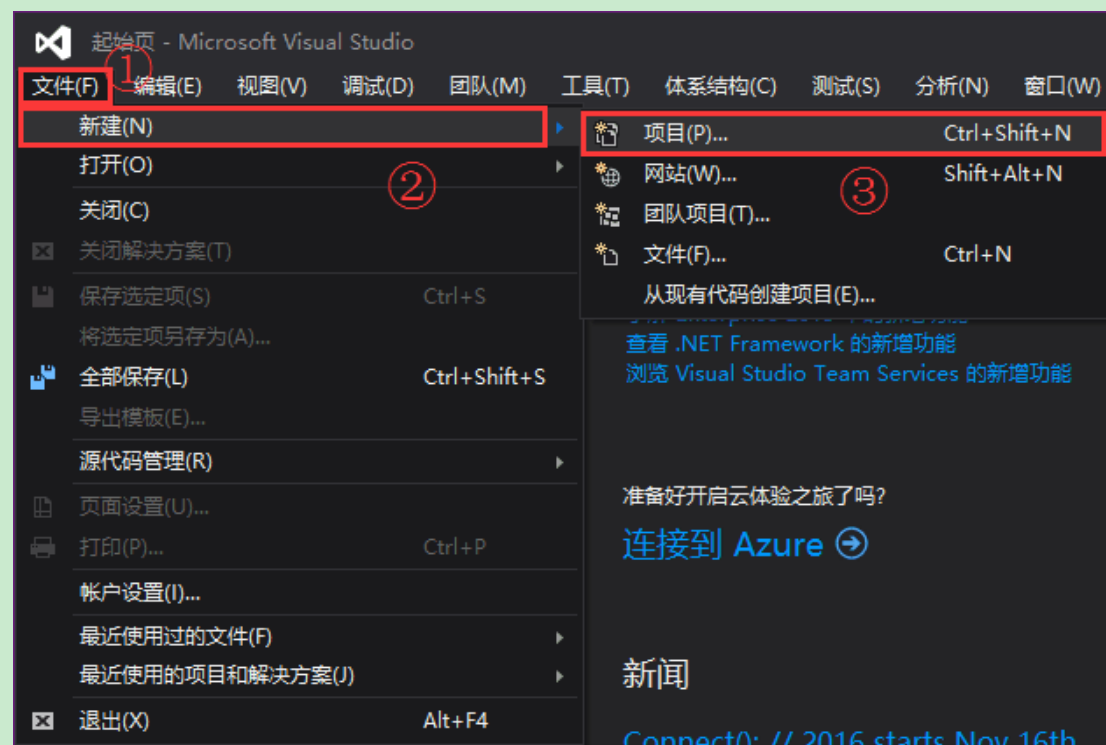 起始页 - Microsoft Visual Studio
文件(F) 编辑(E) 视图(V) 调试(D) 团队(M) 工具(T) 体系结构(C) 测试(S) 分析(N) 窗口(W)
①
新建(N)
打开(O)
②
关闭(C)
关闭解决方案(T)
保存选定项(S) Ctrl+S
将选定项另存为(A)...
全部保存(L) Ctrl+Shift+S
导出模板(E)...
源代码管理(R)
页面设置(U)...
打印(P)... Ctrl+P
帐户设置(I)...
最近使用过的文件(F)
最近使用的项目和解决方案(J)
退出(X) Alt+F4
项目(P)... Ctrl+Shift+N
网站(W)... Shift+Alt+N
③
团队项目(T)...
文件(F)... Ctrl+N
从现有代码创建项目(E)...
查看 .NET Framework 的新增功能
浏览 Visual Studio Team Services 的新增功能
准备好开启云体验之旅了吗?
连接到 Azure
新闻
Connect(); // 2016 starts Nov 16th